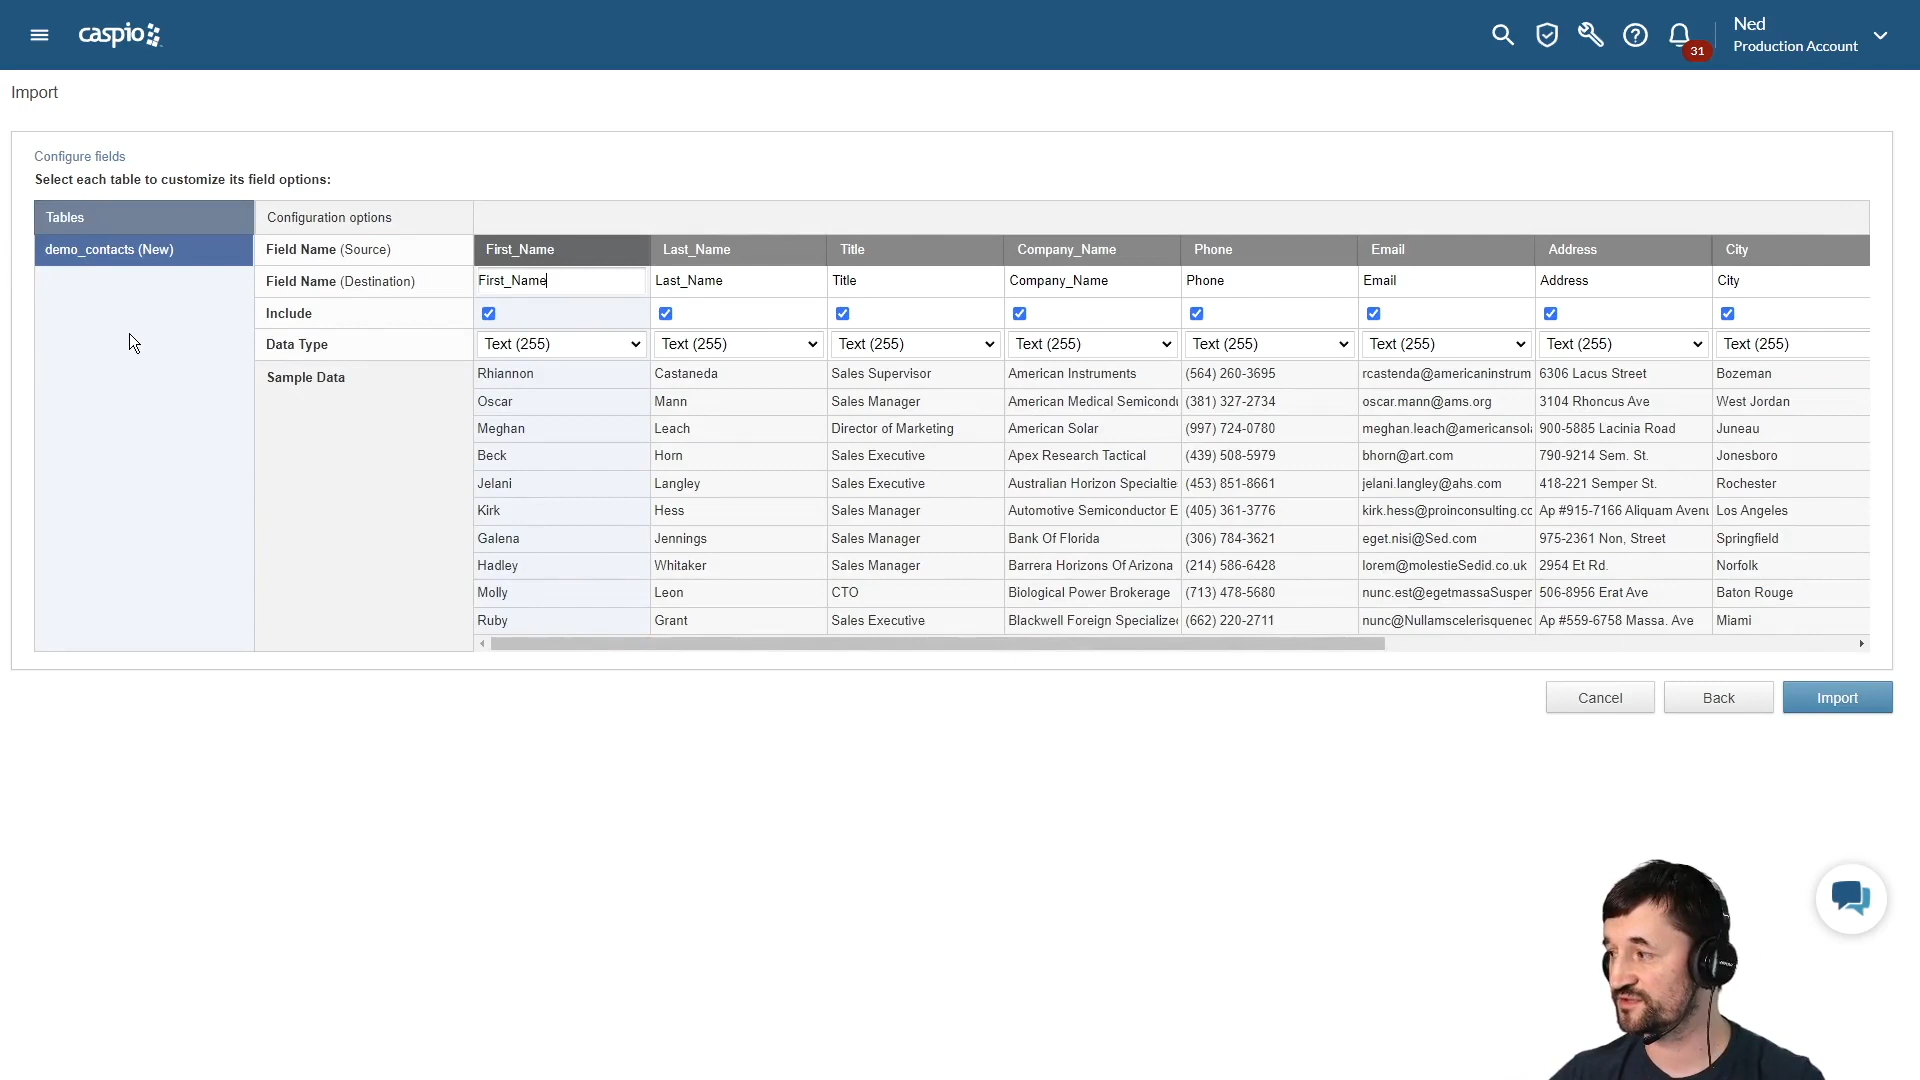 caspio
31
Ned
Production Account
Import
Configure fields
Select each table to customize its field options:
Tables
Configuration options
demo_contacts (New)
Field Name (Source)
First_Name
Last_Name
Title
Company_Name
Phone
Email
Address
City
Field Name (Destination)
First_Name
Last_Name
Title
Company_Name
Phone
Email
Address
City
Include
Data Type
Text (255)
Text (255)
Text (255)
Text (255)
Text (255)
Text (255)
Text (255)
Text (255)
Sample Data
Rhiannon
Castaneda
Sales Supervisor
American Instruments
(564) 260-3695
rcastenda@americaninstrum
6306 Lacus Street
Bozeman
Oscar
Mann
Sales Manager
American Medical Semicondu
(381) 327-2734
oscar.mann@ams.org
3104 Rhoncus Ave
West Jordan
Meghan
Leach
Director of Marketing
American Solar
(997) 724-0780
meghan.leach@americansola
900-5885 Lacinia Road
Juneau
Beck
Horn
Sales Executive
Apex Research Tactical
(439) 508-5979
bhorn@art.com
790-9214 Sem. St.
Jonesboro
Jelani
Langley
Sales Executive
Australian Horizon Specialtie
(453) 851-8661
jelani.langley@ahs.com
418-221 Semper St.
Rochester
Kirk
Hess
Sales Manager
Automotive Semiconductor E
(405) 361-3776
kirk.hess@proinconsulting.cc
Ap #915-7166 Aliquam Avenu
Los Angeles
Galena
Jennings
Sales Manager
Bank Of Florida
(306) 784-3621
eget.nisi@Sed.com
975-2361 Non, Street
Springfield
Hadley
Whitaker
Sales Manager
Barrera Horizons Of Arizona
(214) 586-6428
lorem@molestieSedid.co.uk
2954 Et Rd.
Norfolk
Molly
Leon
CTO
Biological Power Brokerage
(713) 478-5680
nunc.est@egetmassaSusper
506-8956 Erat Ave
Baton Rouge
Ruby
Grant
Sales Executive
Blackwell Foreign Specialized
(662) 220-2711
nunc@Nullamscelerisquenec
Ap #559-6758 Massa. Ave
Miami
Cancel
Back
Import